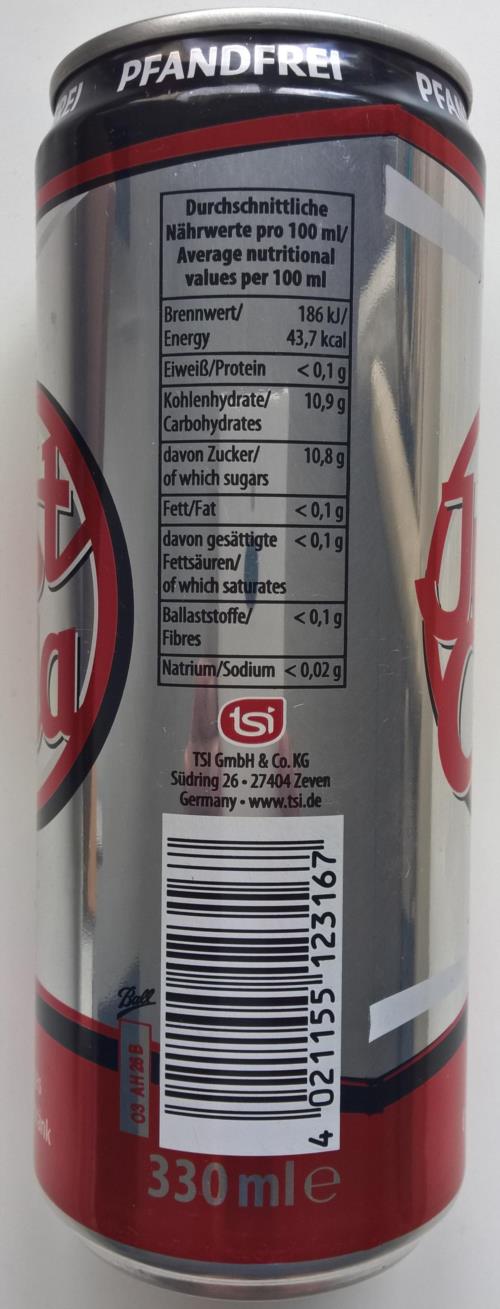 PFANDFREI
Durchschnittliche
Nährwerte pro 100 ml/
Average nutritional
values per 100 ml
Brennwert/ 186 kJ/
Energy 43,7 kcal
Eiweiß/Protein < 0,1 g
Kohlenhydrate/ 10,9 g
Carbohydrates
davon Zucker/ 10,8 g
of which sugars
Fett/Fat < 0,1 g
davon gesättigte < 0,1 g
Fettsäuren/
of which saturates
Ballaststoffe/ < 0,1 g
Fibres
Natrium/Sodium < 0,02 g
tsi
TSI GmbH & Co. KG
Südring 26 • 27404 Zeven
Germany • www.tsi.de
4 021155 123167
Ball
03 AH 26 B
330 ml e